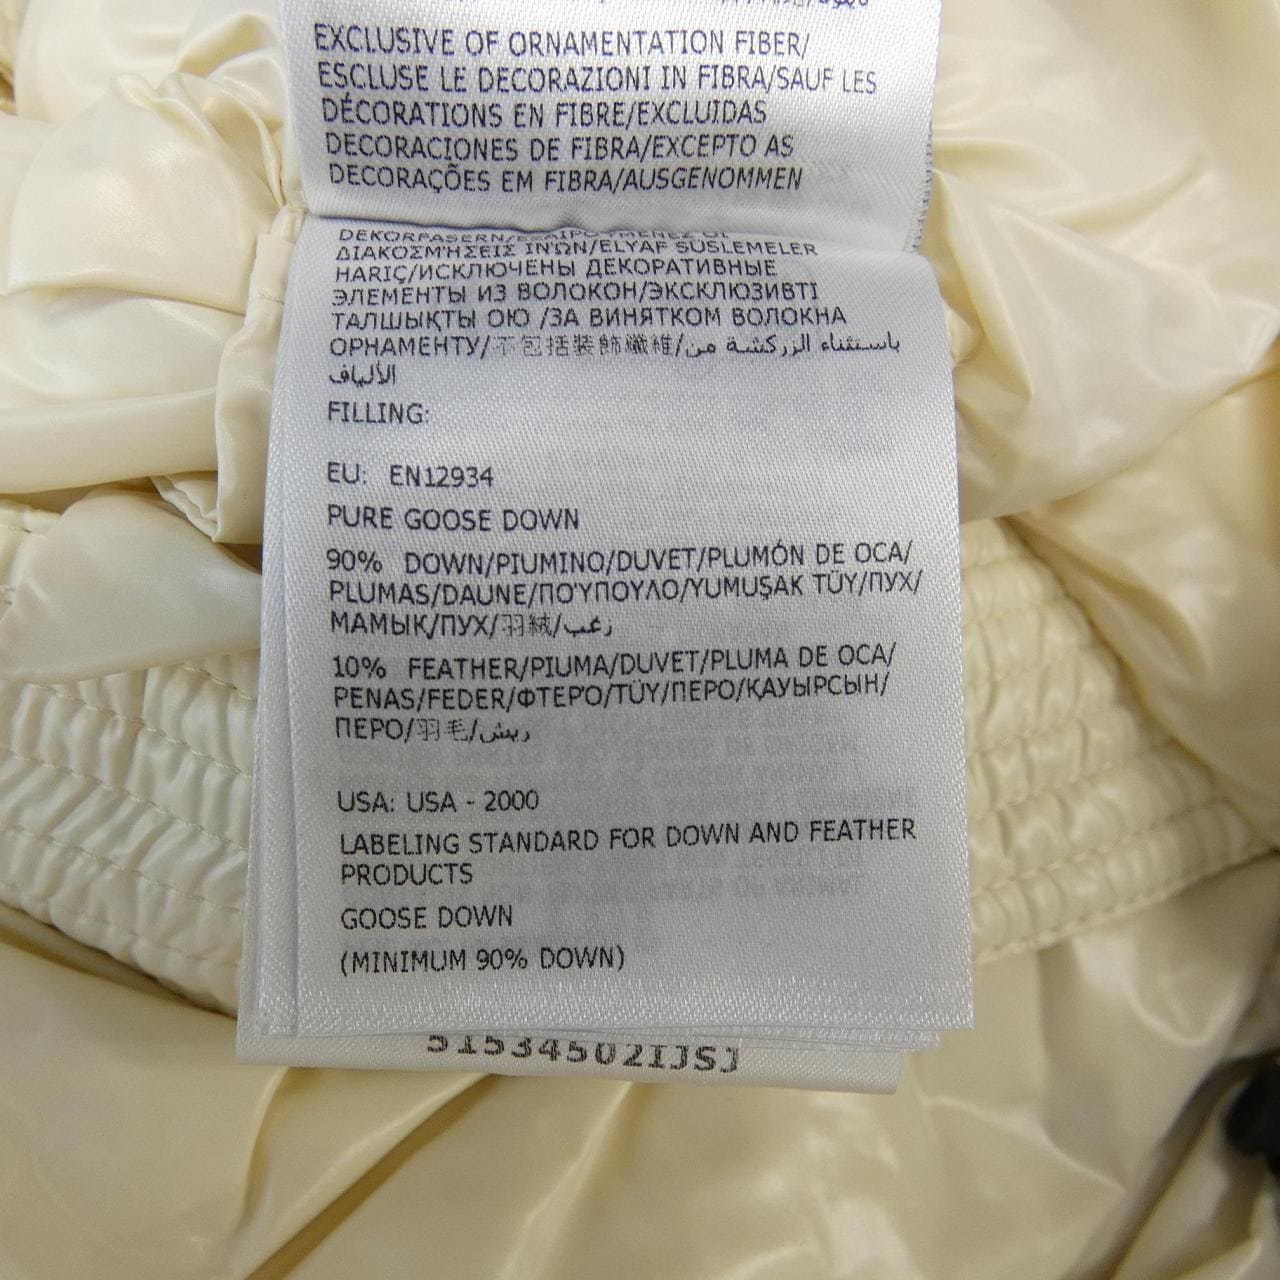 EXCLUSIVE OF ORNAMENTATION FIBER/
ESCLUSE LE DECORAZIONI IN FIBRA/SAUF LES
DÉCORATIONS EN FIBRE/EXCLUIDAS
DECORACIONES DE FIBRA/EXCEPTO AS
DECORAÇÕES EM FIBRA/AUSGENOMMEN
ΔΙΑΚΟΣΜΉΣΕΙΣ ΙΝΏΝ/ELYAF SÜSLEMELER
HARIÇ/ИСКЛЮЧЕНЫ ДЕКОРАТИВНЫЕ
ЭЛЕМЕНТЫ ИЗ ВОЛОКОН/ЭКСКЛЮЗИВТІ
ТАЛШЫҚТЫ ОЮ /ЗА ВИНЯТКОМ ВОЛОКНА
ОРНАМЕНТУ/不包括裝飾纖維/باستثناء الزركشة من
الألياف
FILLING:
EU: EN12934
PURE GOOSE DOWN
90% DOWN/PIUMINO/DUVET/PLUMÓN DE OCA/
PLUMAS/DAUNE/ΠΟΎΠΟΥΛΟ/YUMUŞAK TÜY/ПУХ/
МАМЫҚ/ПУХ/羽絨/زغب
10% FEATHER/PIUMA/DUVET/PLUMA DE OCA/
PENAS/FEDER/ΦΤΕΡΌ/TÜY/ПЕРО/ҚАУЫРСЫН/
ПЕРО/羽毛/ريش
USA: USA - 2000
LABELING STANDARD FOR DOWN AND FEATHER
PRODUCTS
GOOSE DOWN
(MINIMUM 90% DOWN)
51534502IJSJ